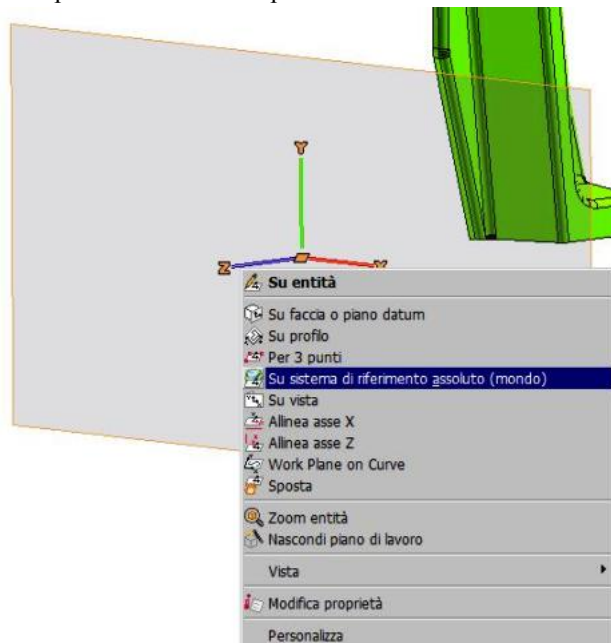 Y
Z
X
Su entità
Su faccia o piano datum
Su profilo
Per 3 punti
Su sistema di riferimento assoluto (mondo)
Su vista
Allinea asse X
Allinea asse Z
Work Plane on Curve
Sposta
Zoom entità
Nascondi piano di lavoro
Vista
Modifica proprietà
Personalizza